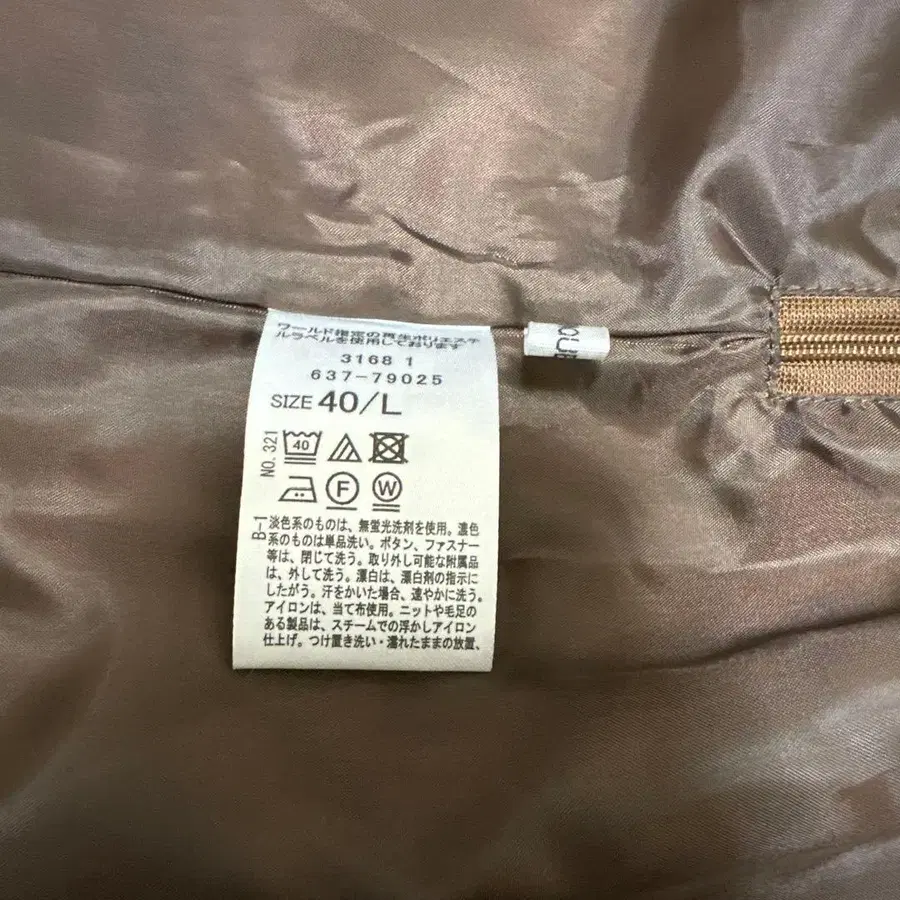 ワールド指定の再生ポリエステ
ルラベルを使用しております
3168 1
637-79025
SIZE 40/L
NO. 321
40
F
W
B-1
淡色系のものは、無蛍光洗剤を使用。濃色
系のものは単品洗い。ボタン、ファスナー
等は、閉じて洗う。取り外し可能な附属品
は、外して洗う。漂白は、漂白剤の指示に
したがう。汗をかいた場合、速やかに洗う。
アイロンは、当て布使用。ニットや毛足の
ある製品は、スチームでの浮かしアイロン
仕上げ。つけ置き洗い・濡れたままの放置、